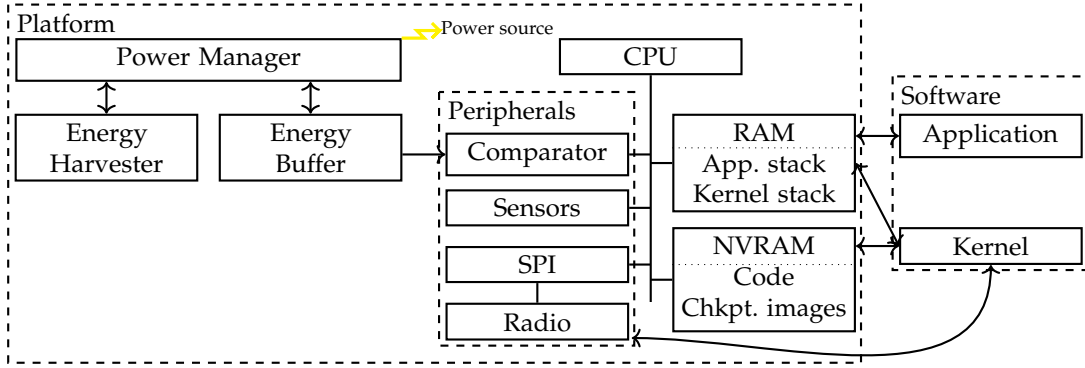 Platform
Power Manager
Power source
CPU
Energy
Harvester
Energy
Buffer
Peripherals
Comparator
Sensors
SPI
Radio
RAM
App. stack
Kernel stack
NVRAM
Code
Chkpt. images
Software
Application
Kernel